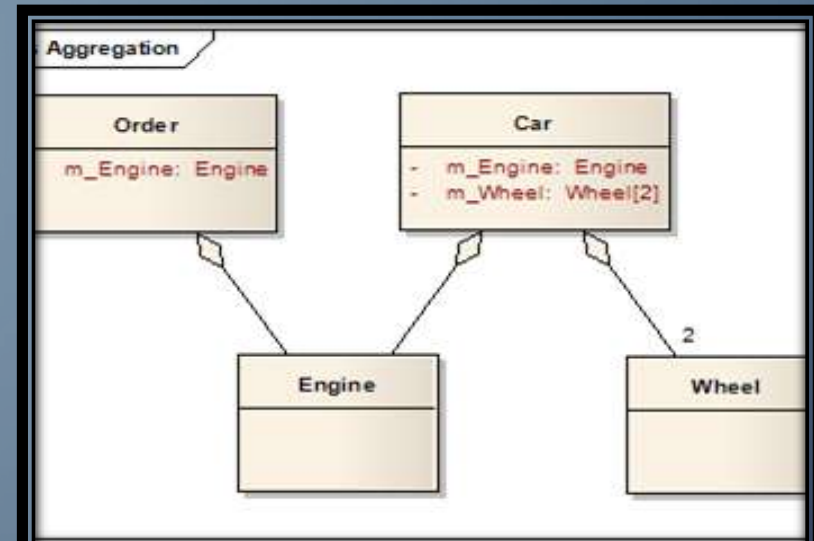 s Aggregation
Order
m_Engine: Engine
Car
- m_Engine: Engine
- m_Wheel: Wheel[2]
2
Engine
Wheel